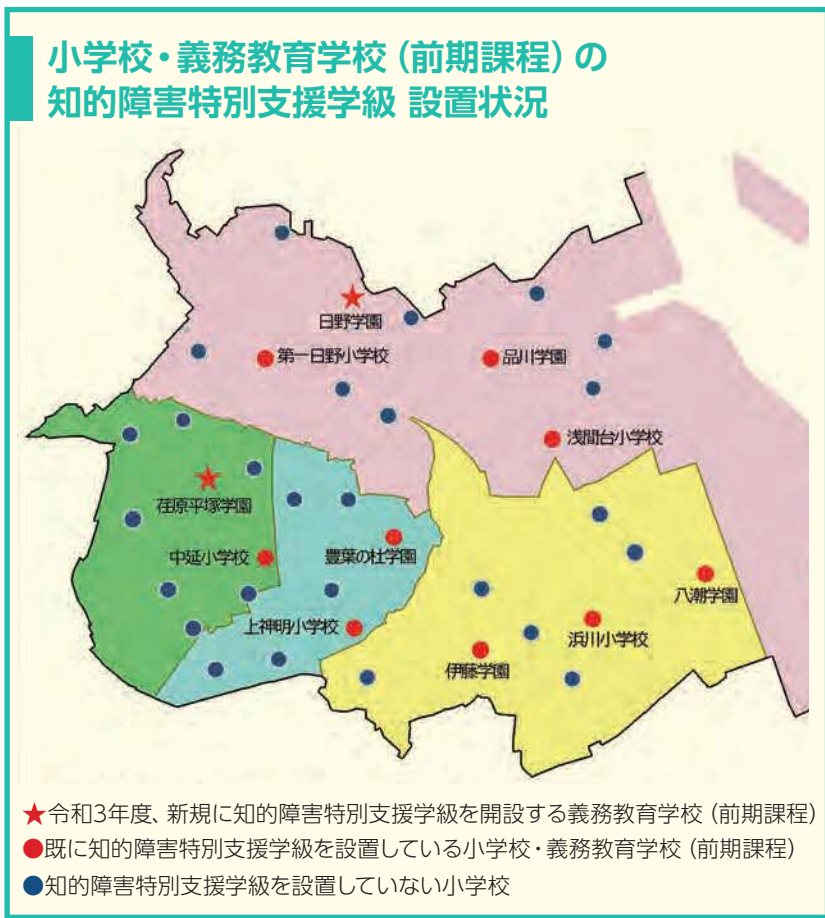 小学校・義務教育学校（前期課程）の
知的障害特別支援学級 設置状況
日野学園
第一日野小学校
品川学園
浅間台小学校
荏原平塚学園
中延小学校
豊葉の杜学園
八潮学園
上神明小学校
浜川小学校
伊藤学園
★令和3年度、新規に知的障害特別支援学級を開設する義務教育学校（前期課程）
●既に知的障害特別支援学級を設置している小学校・義務教育学校（前期課程）
●知的障害特別支援学級を設置していない小学校